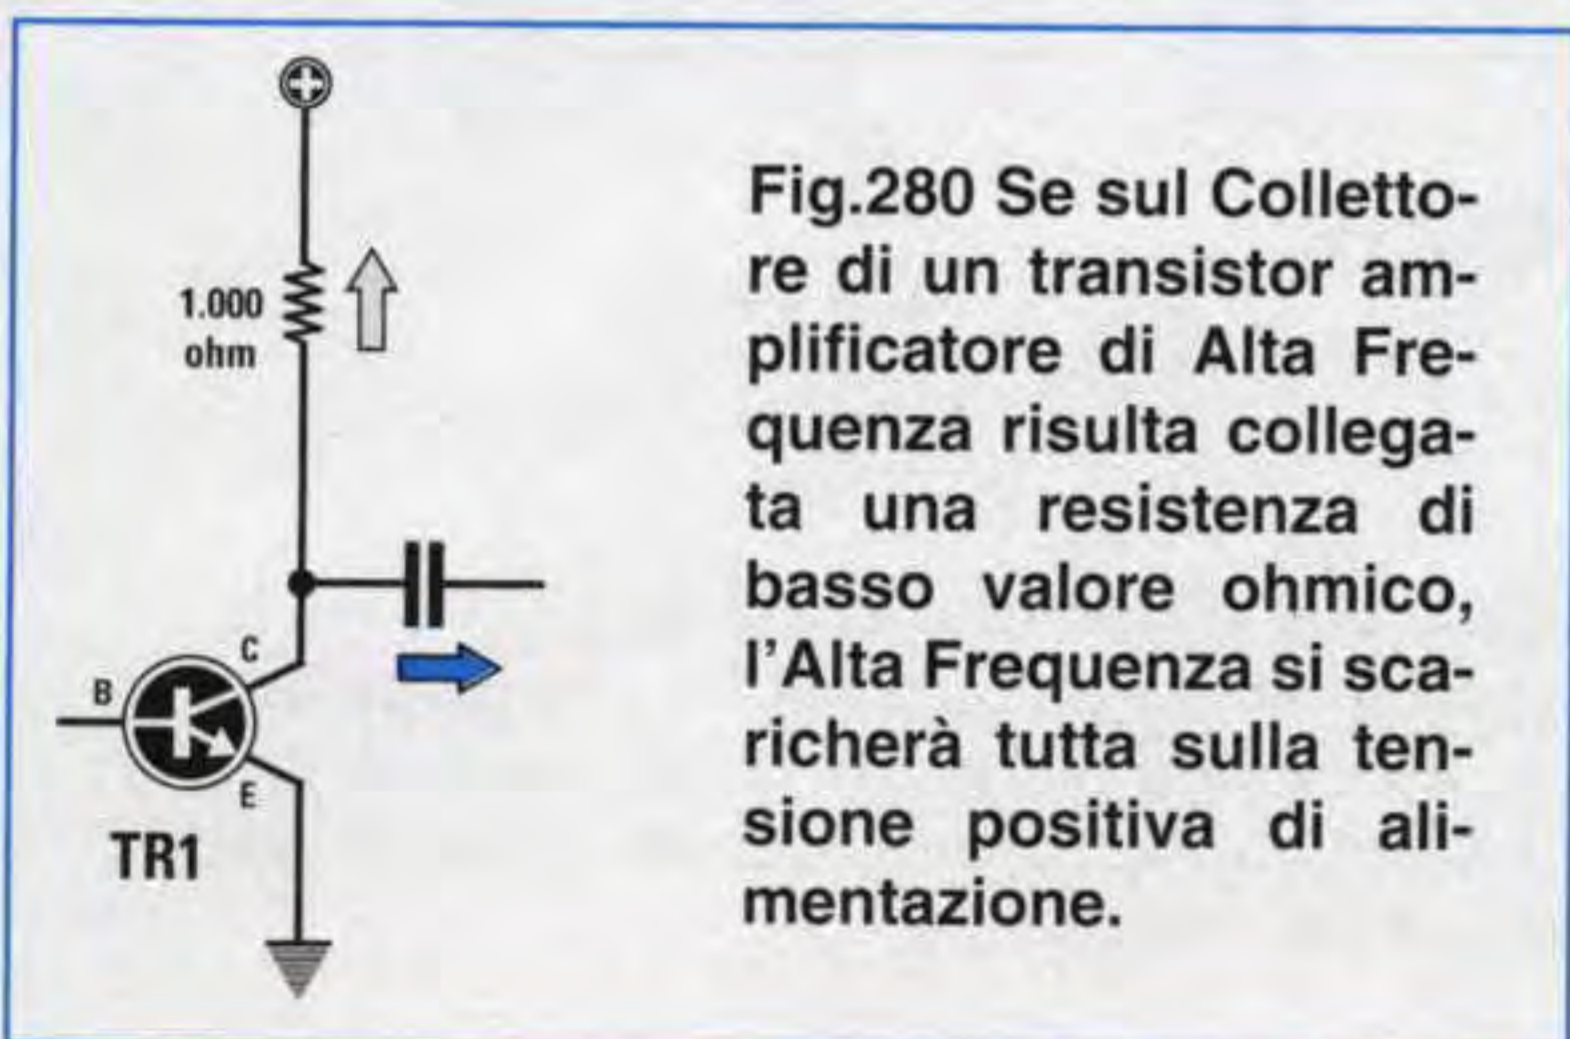 1.000
ohm
C
B
E
TR1
Fig.280 Se sul Colletto-
re di un transistor am-
plificatore di Alta Fre-
quenza risulta collega-
ta una resistenza di
basso valore ohmico,
l'Alta Frequenza si sca-
richerà tutta sulla ten-
sione positiva di ali-
mentazione.